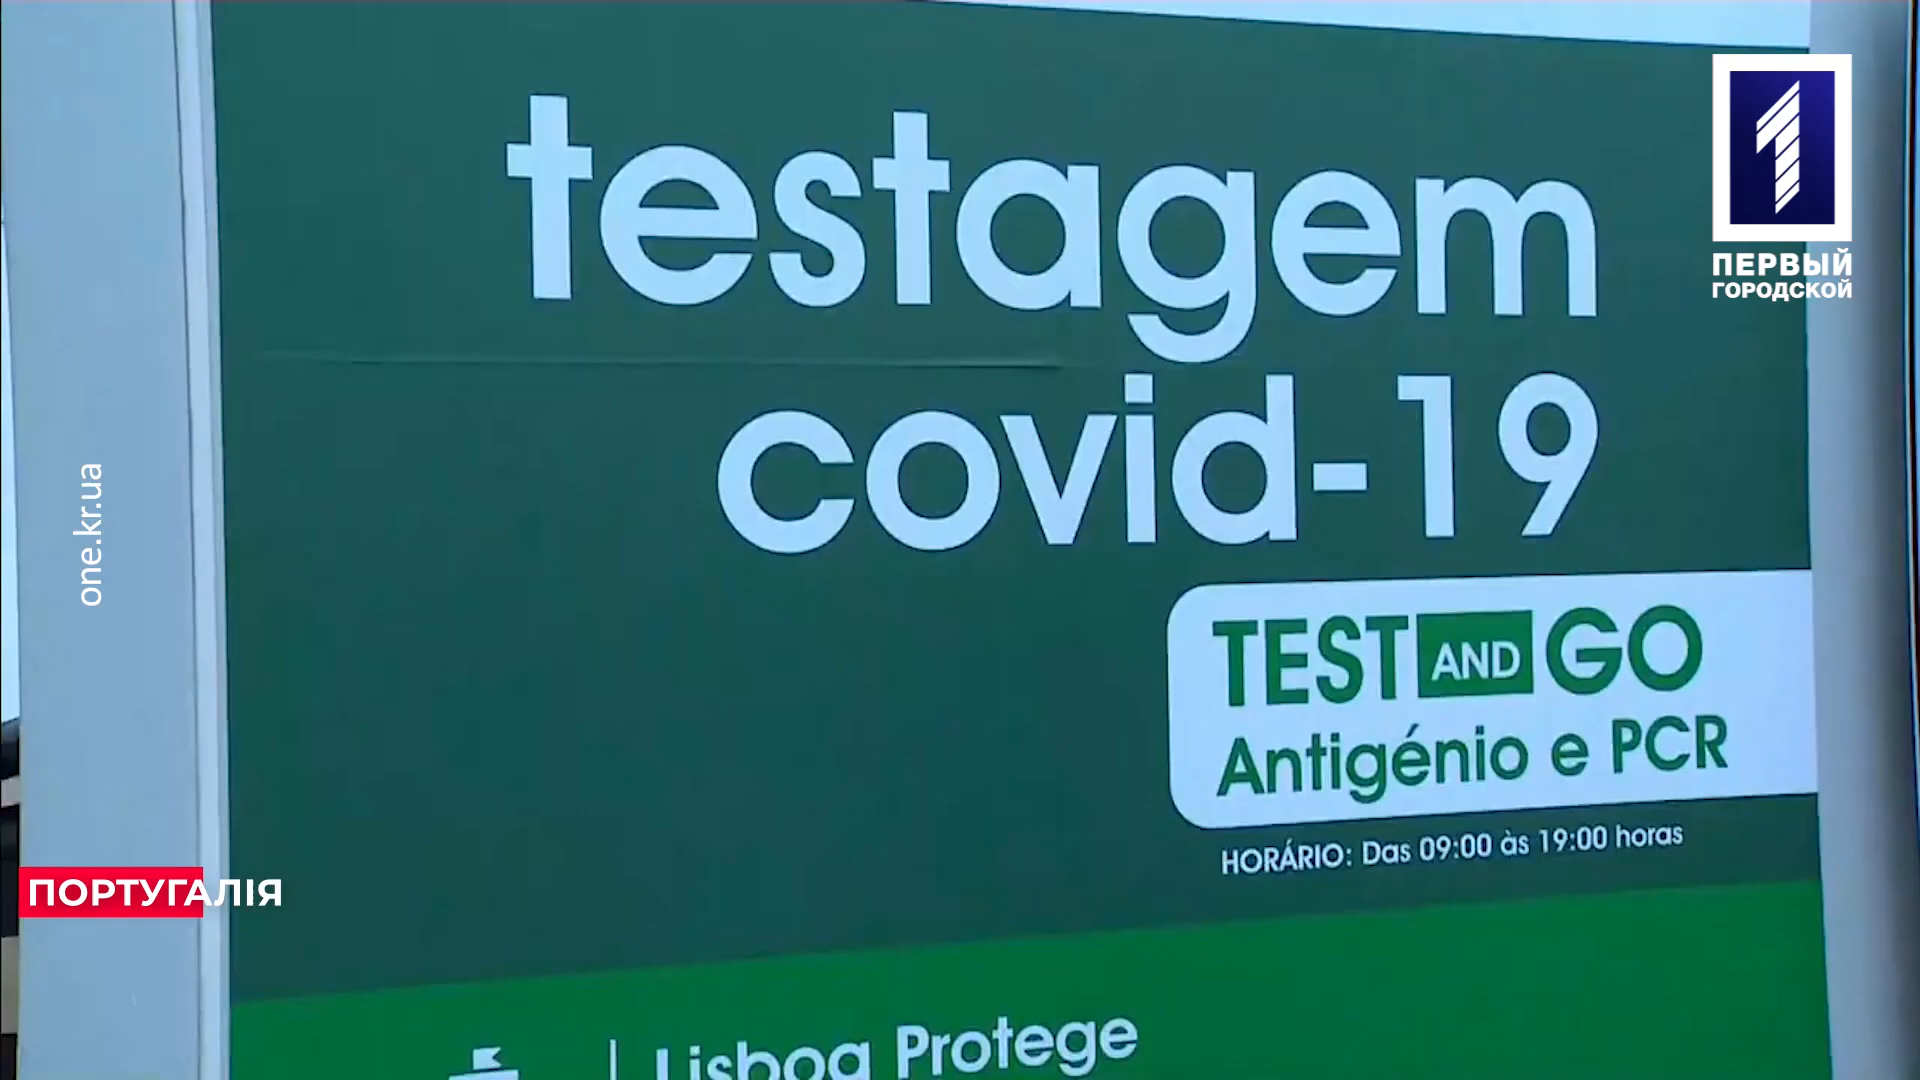 testagem
covid-19
TEST AND GO
Antigénio e PCR
HORÁRIO: Das 09:00 às 19:00 horas
Lisboa Protege
ПЕРВЫЙ
ГОРОДСКОЙ
one.kr.ua
ПОРТУГАЛІЯ